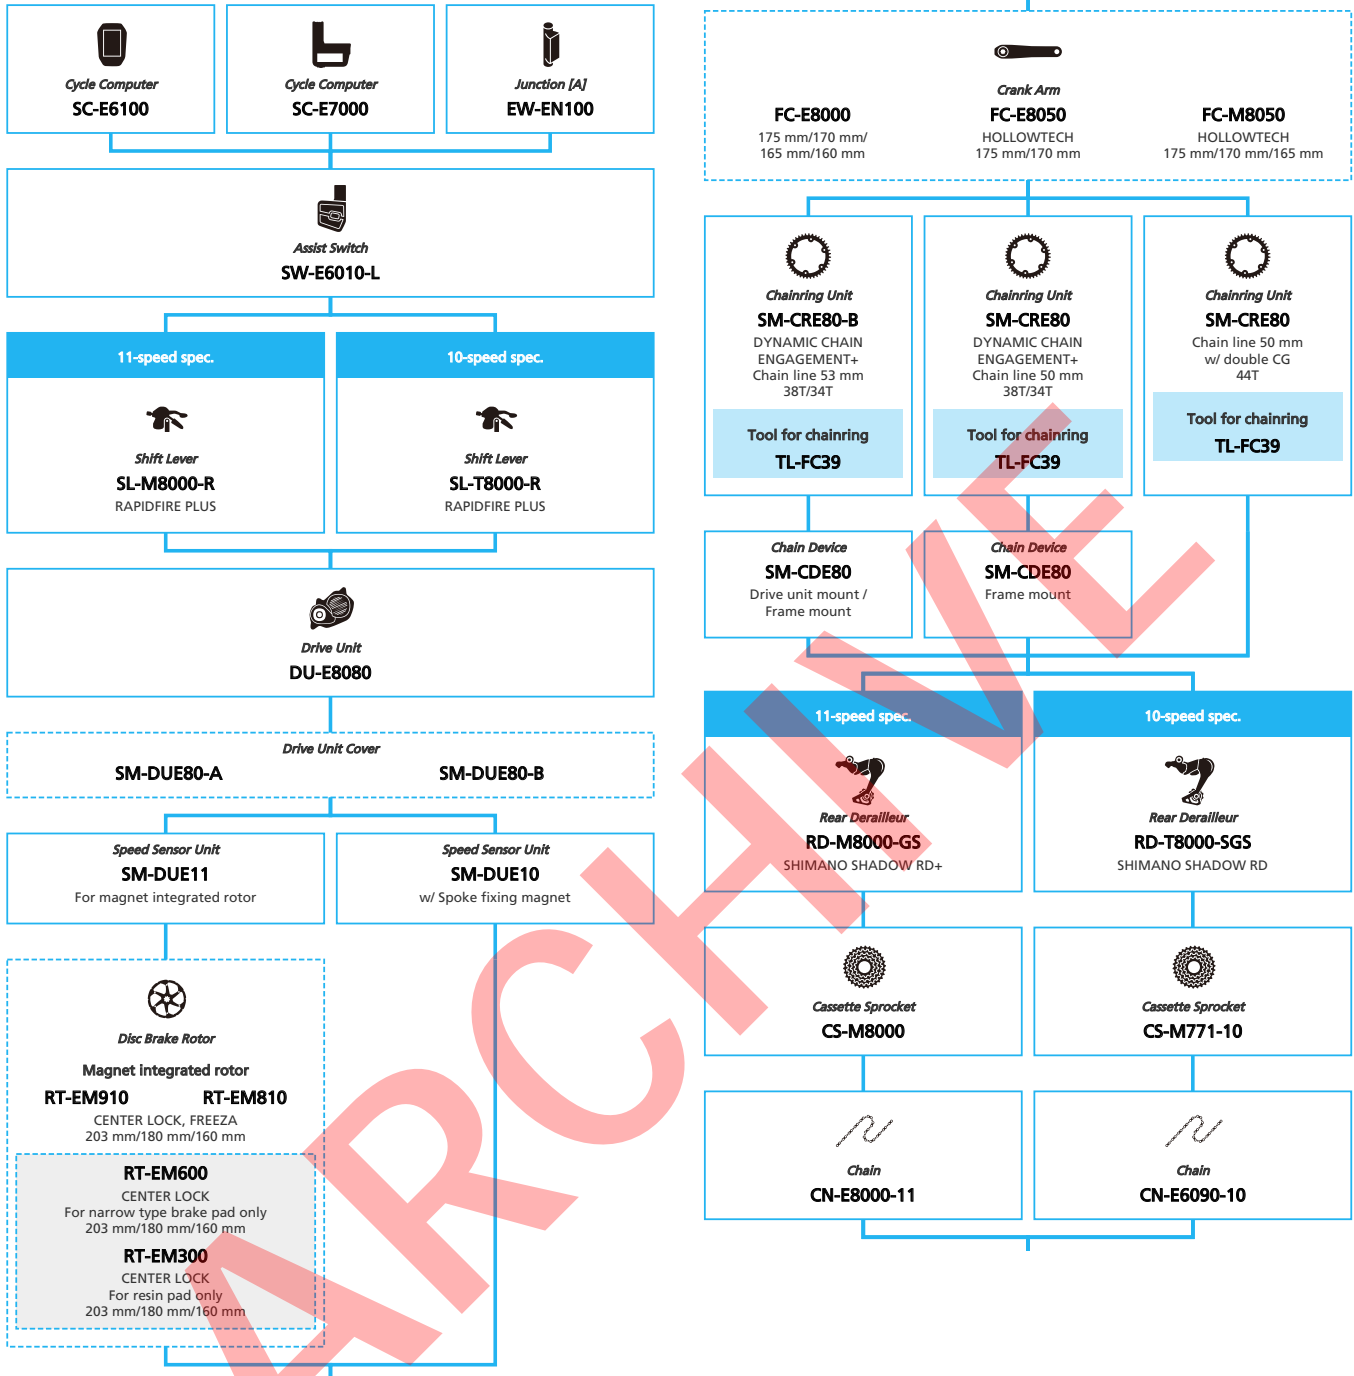 Cycle Computer
SC-E6100
Cycle Computer
SC-E7000
Junction [A]
EW-EN100
Assist Switch
SW-E6010-L
11-speed spec.
Shift Lever
SL-M8000-R
RAPIDFIRE PLUS
10-speed spec.
Shift Lever
SL-T8000-R
RAPIDFIRE PLUS
Drive Unit
DU-E8080
Drive Unit Cover
SM-DUE80-A
SM-DUE80-B
Speed Sensor Unit
SM-DUE11
For magnet integrated rotor
Speed Sensor Unit
SM-DUE10
w/ Spoke fixing magnet
Disc Brake Rotor
Magnet integrated rotor
RT-EM910
RT-EM810
CENTER LOCK, FREEZA
203 mm/180 mm/160 mm
RT-EM600
CENTER LOCK
For narrow type brake pad only
203 mm/180 mm/160 mm
RT-EM300
CENTER LOCK
For resin pad only
203 mm/180 mm/160 mm
Crank Arm
FC-E8000
175 mm/170 mm/
165 mm/160 mm
FC-E8050
HOLLOWTECH
175 mm/170 mm
FC-M8050
HOLLOWTECH
175 mm/170 mm/165 mm
Chainring Unit
SM-CRE80-B
DYNAMIC CHAIN
ENGAGEMENT+
Chain line 53 mm
38T/34T
Tool for chainring
TL-FC39
Chainring Unit
SM-CRE80
DYNAMIC CHAIN
ENGAGEMENT+
Chain line 50 mm
38T/34T
Tool for chainring
TL-FC39
Chainring Unit
SM-CRE80
Chain line 50 mm
w/ double CG
44T
Tool for chainring
TL-FC39
Chain Device
SM-CDE80
Drive unit mount /
Frame mount
Chain Device
SM-CDE80
Frame mount
11-speed spec.
Rear Derailleur
RD-M8000-GS
SHIMANO SHADOW RD+
10-speed spec.
Rear Derailleur
RD-T8000-SGS
SHIMANO SHADOW RD
Cassette Sprocket
CS-M8000
Cassette Sprocket
CS-M771-10
Chain
CN-E8000-11
Chain
CN-E6090-10
ARCHIVE